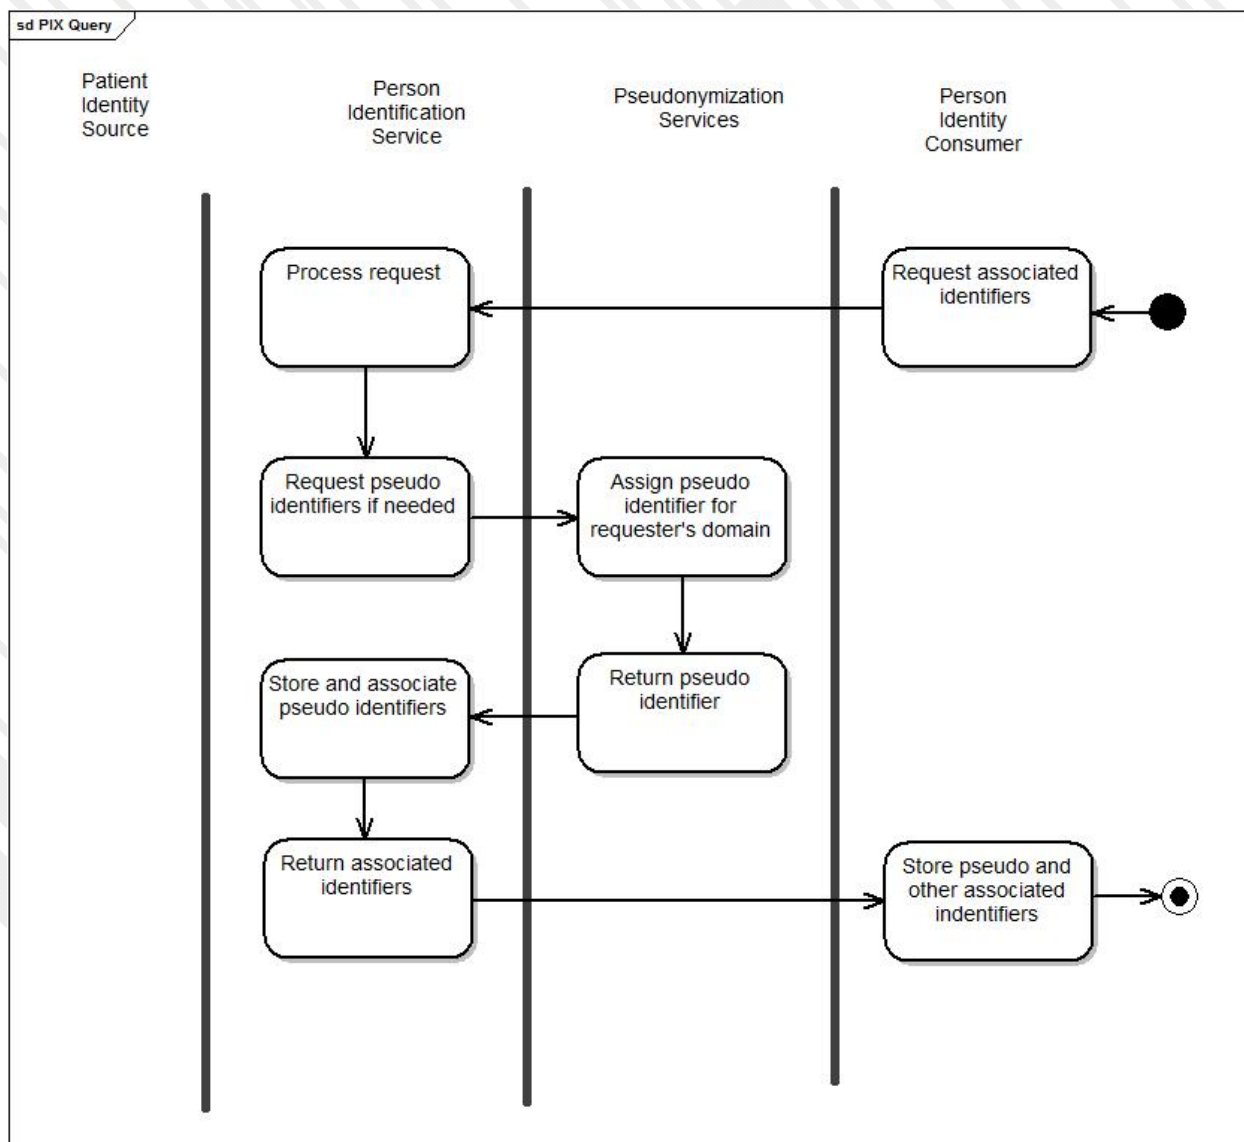 sd PIX Query
Patient
Identity
Source
Person
Identification
Service
Pseudonymization
Services
Person
Identity
Consumer
Process request
Request associated
identifiers
Request pseudo
identifiers if needed
Assign pseudo
identifier for
requester's domain
Store and associate
pseudo identifiers
Return pseudo
identifier
Return associated
identifiers
Store pseudo and
other associated
indentifiers